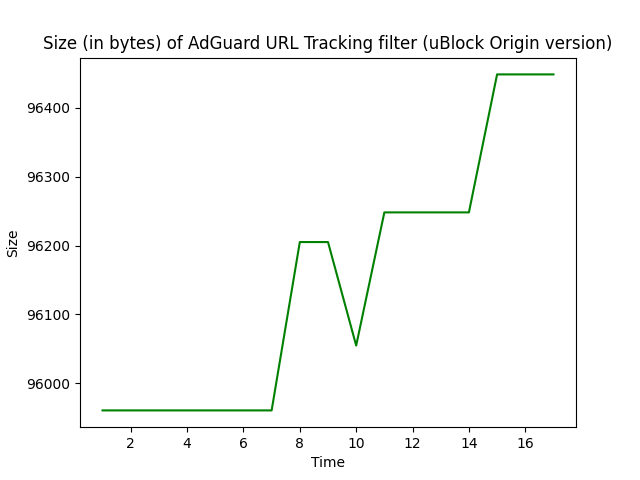 Size (in bytes) of AdGuard URL Tracking filter (uBlock Origin version)
96400
96300
96200
96100
96000
Size
2 4 6 8 10 12 14 16
Time